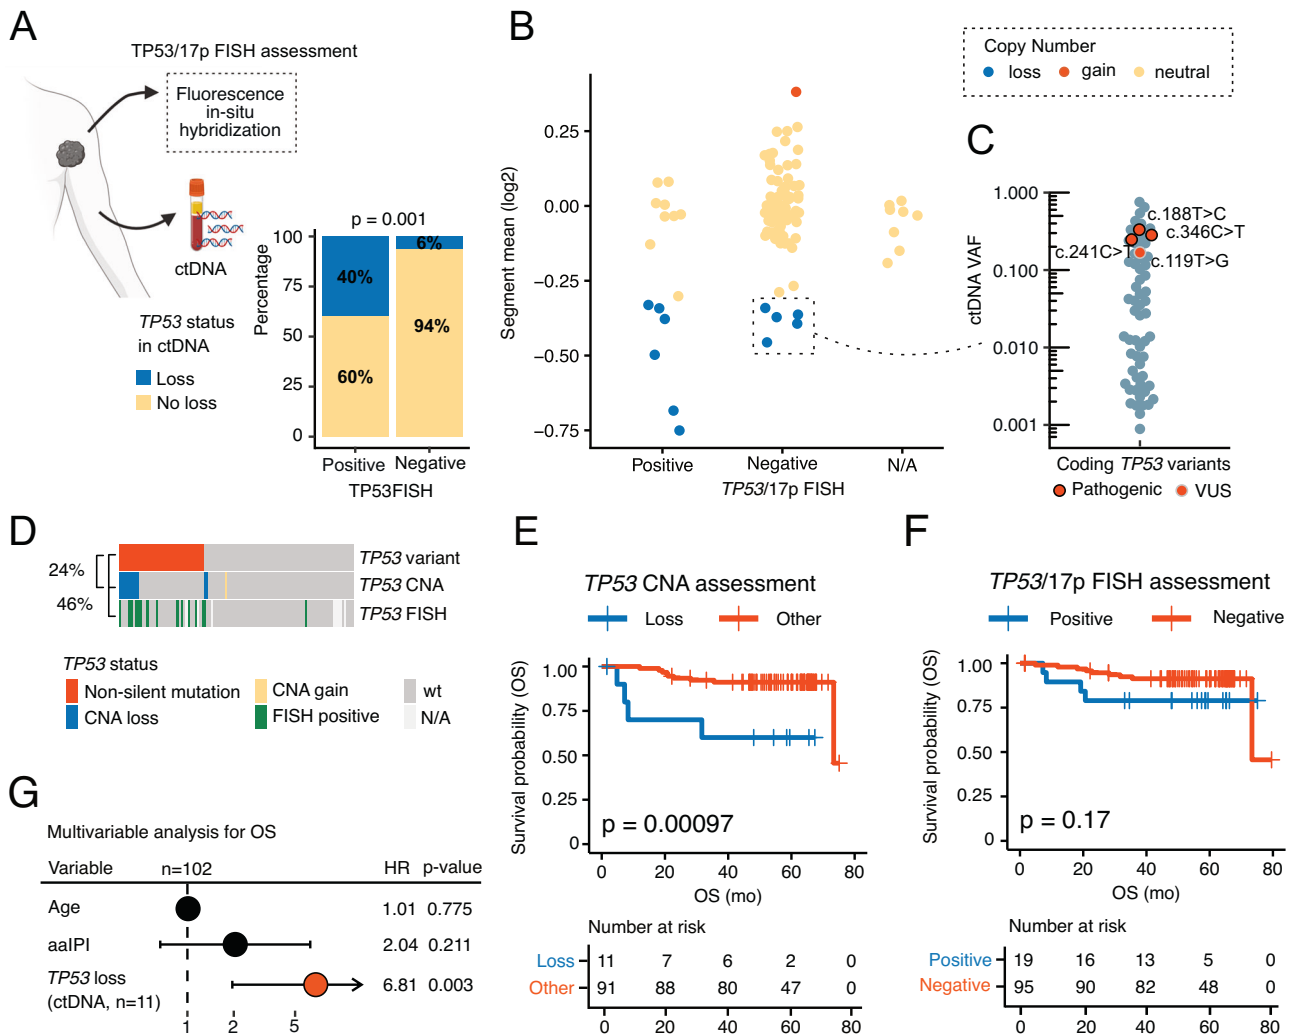 A
TP53/17p FISH assessment
Fluorescence
in-situ
hybridization
ctDNA
TP53 status
in ctDNA
Loss
No loss
p = 0.001
Percentage
100
75
50
25
0
40%
60%
6%
94%
Positive
Negative
TP53FISH
B
Segment mean (log2)
0.25
0.00
−0.25
−0.50
−0.75
Positive
Negative
N/A
TP53/17p FISH
Copy Number
loss
gain
neutral
C
ctDNA VAF
1.000
0.100
0.010
0.001
c.188T>C
c.346C>T
c.241C>T
c.119T>G
Coding TP53 variants
Pathogenic
VUS
D
24%
46%
TP53 variant
TP53 CNA
TP53 FISH
TP53 status
Non-silent mutation
CNA loss
CNA gain
FISH positive
wt
N/A
E
TP53 CNA assessment
Loss
Other
Survival probability (OS)
1.00
0.75
0.50
0.25
0
p = 0.00097
0 20 40 60 80
OS (mo)
Number at risk
Loss 11 7 6 2 0
Other 91 88 80 47 0
0 20 40 60 80
F
TP53/17p FISH assessment
Positive
Negative
Survival probability (OS)
1.00
0.75
0.50
0.25
0
p = 0.17
0 20 40 60 80
OS (mo)
Number at risk
Positive 19 16 13 5 0
Negative 95 90 82 48 0
0 20 40 60 80
G
Multivariable analysis for OS
Variable n=102 HR p-value
Age 1.01 0.775
aaIPI 2.04 0.211
TP53 loss
(ctDNA, n=11) 6.81 0.003
1 2 5